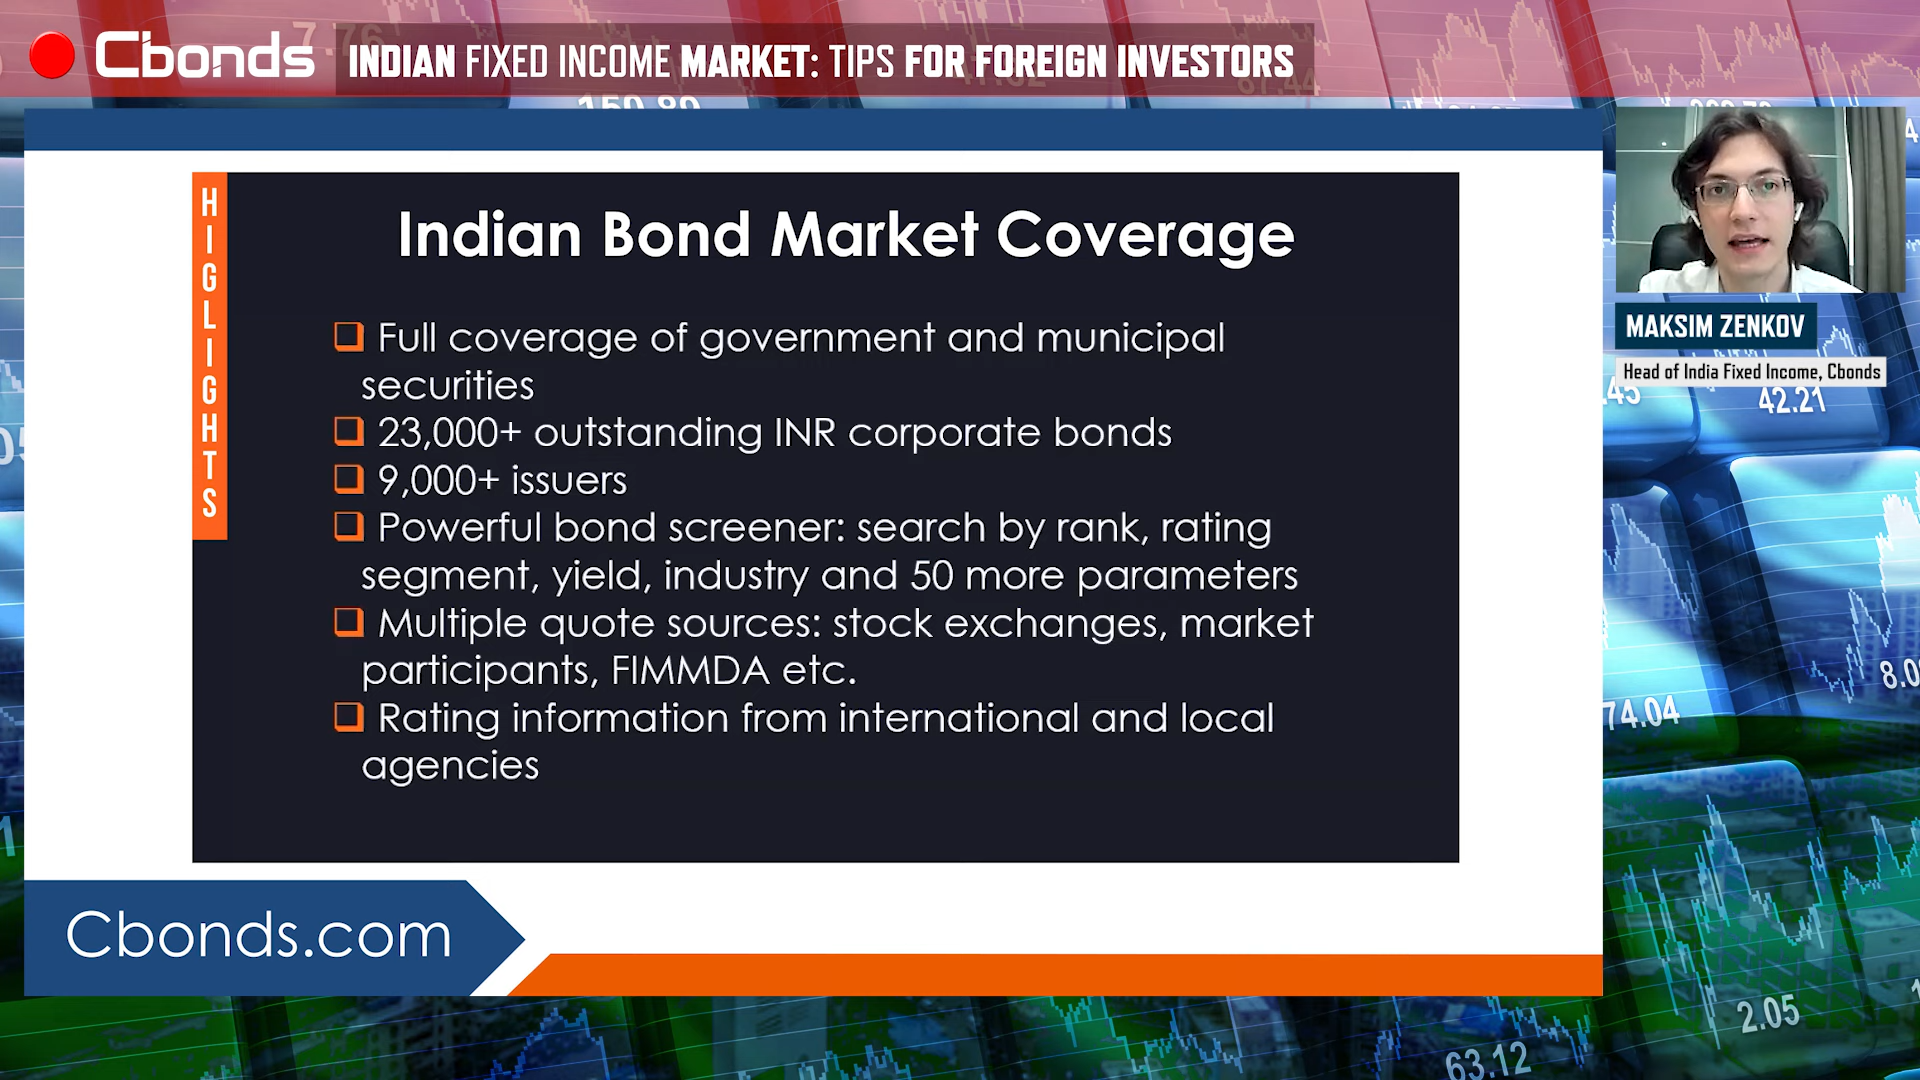 Cbonds INDIAN FIXED INCOME MARKET: TIPS FOR FOREIGN INVESTORS
HIGLIGHTS
Indian Bond Market Coverage
❑ Full coverage of government and municipal
securities
❑ 23,000+ outstanding INR corporate bonds
❑ 9,000+ issuers
❑ Powerful bond screener: search by rank, rating
segment, yield, industry and 50 more parameters
❑ Multiple quote sources: stock exchanges, market
participants, FIMMDA etc.
❑ Rating information from international and local
agencies
Cbonds.com
MAKSIM ZENKOV
Head of India Fixed Income, Cbonds
42.21
74.04
2.05
63.12